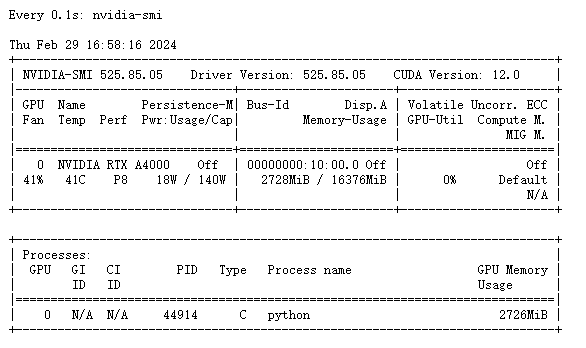 Every 0.1s: nvidia-smi
Thu Feb 29 16:58:16 2024
NVIDIA-SMI 525.85.05    Driver Version: 525.85.05    CUDA Version: 12.0
GPU  Name        Persistence-M| Bus-Id        Disp.A | Volatile Uncorr. ECC
Fan  Temp  Perf  Pwr:Usage/Cap|         Memory-Usage | GPU-Util  Compute M.
MIG M.
0  NVIDIA RTX A4000    Off | 00000000:10:00.0 Off | Off
41%   41C    P8    18W / 140W | 2728MiB / 16376MiB | 0%      Default
N/A
Processes:
GPU   GI   CI        PID   Type   Process name                  GPU Memory
ID   ID                                                   Usage
0   N/A  N/A     44914      C   python                           2726MiB